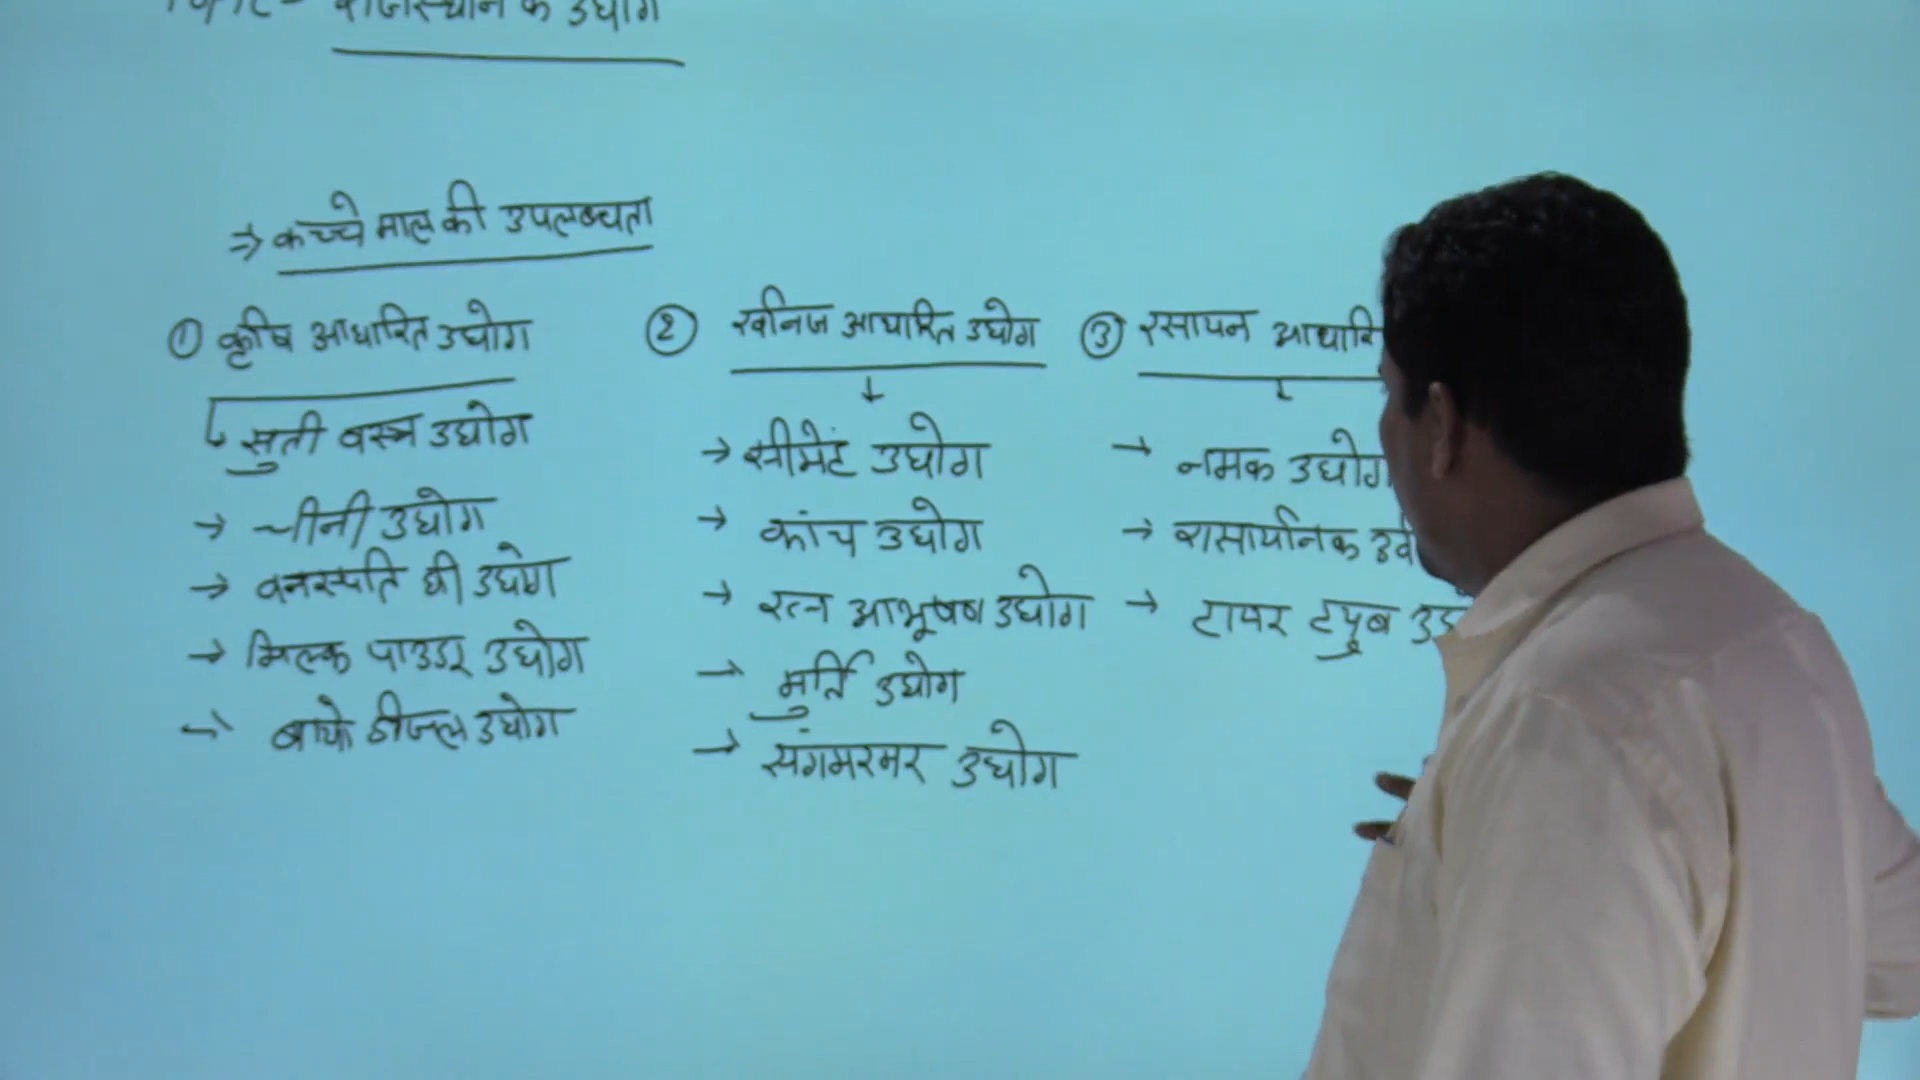 राजस्थान के उद्योग
⇒ कच्चे माल की उपलब्धता
① कृषि आधारित उद्योग
सुती वस्त्र उद्योग
→ चीनी उद्योग
→ वनस्पति घी उद्योग
→ मिल्क पाउडर उद्योग
→ बायो डीजल उद्योग
② खनिज आधारित उद्योग
→ सीमेंट उद्योग
→ कांच उद्योग
→ रत्न आभूषण उद्योग
→ मुर्ति उद्योग
→ संगमरमर उद्योग
③ रसायन
→ नमक उद्योग
→ रासायनिक
→ टायर ट्युब